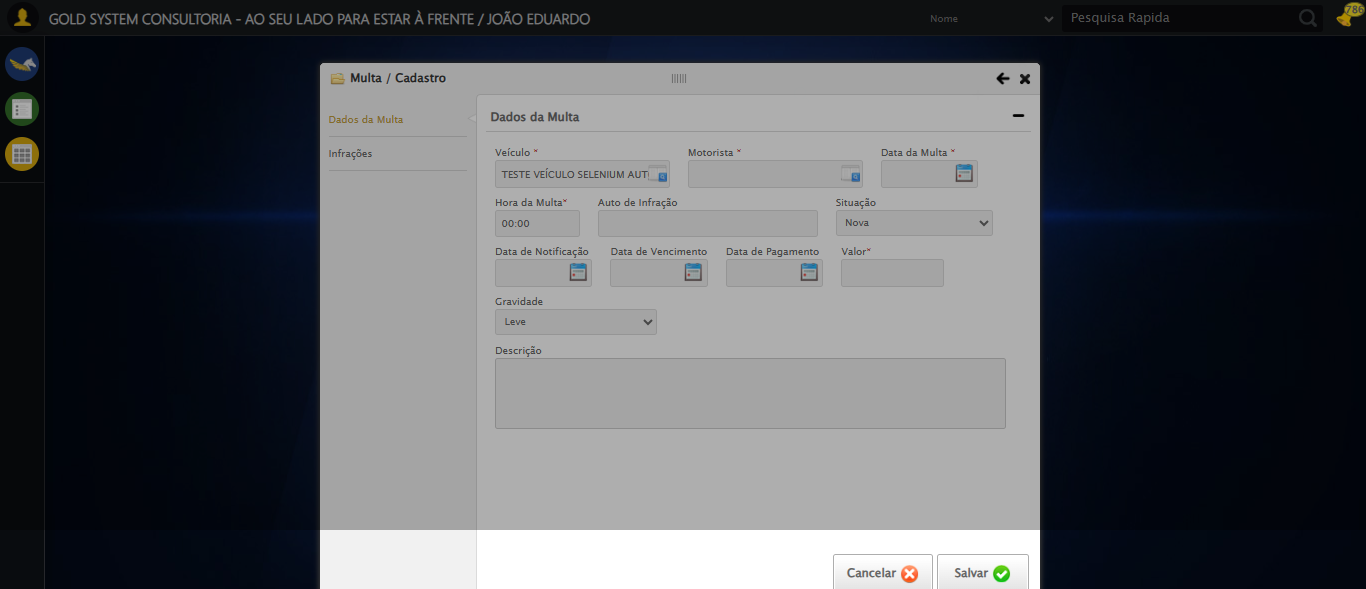 GOLD SYSTEM CONSULTORIA - AO SEU LADO PARA ESTAR À FRENTE / JOÃO EDUARDO
Nome
Pesquisa Rapida
786
Multa / Cadastro
Dados da Multa
Infrações
Dados da Multa
Veículo * Motorista * Data da Multa *
TESTE VEÍCULO SELENIUM AUT
Hora da Multa* Auto de Infração Situação
00:00 Nova
Data de Notificação Data de Vencimento Data de Pagamento Valor*
Gravidade
Leve
Descrição
Cancelar Salvar